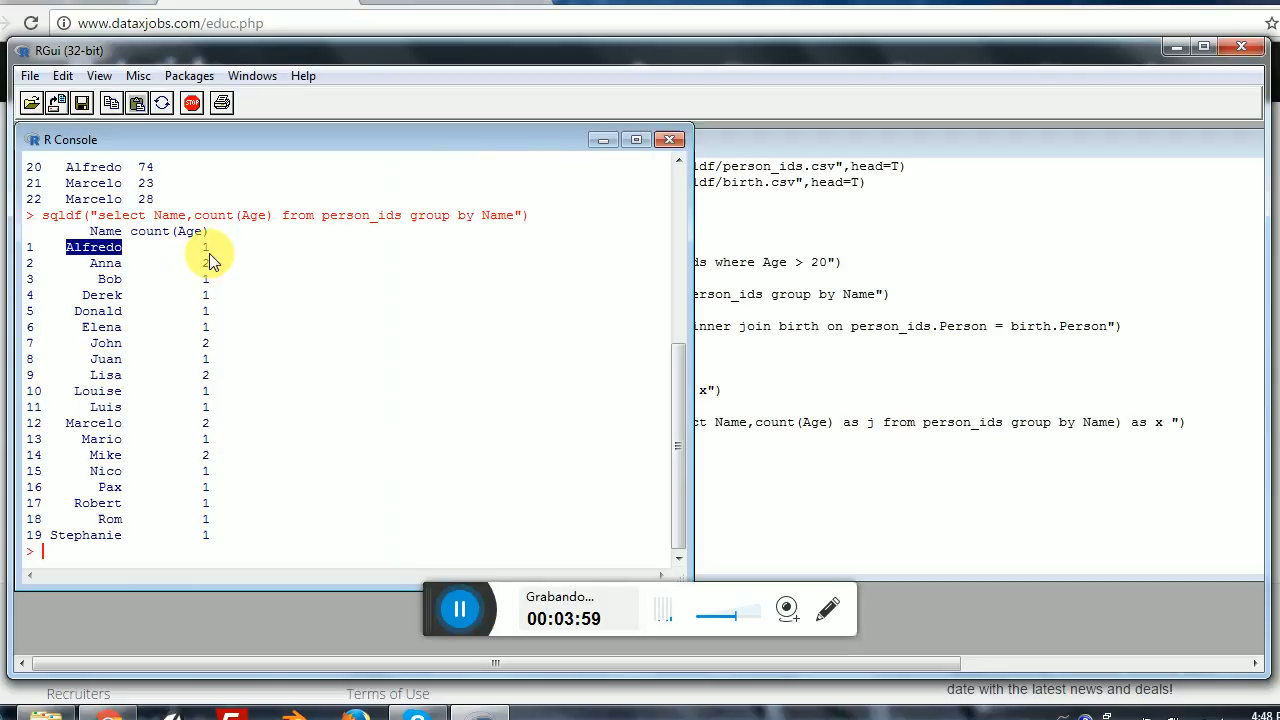 www.dataxjobs.com/educ.php
RGui (32-bit)
File Edit View Misc Packages Windows Help
STOP
R Console
20 Alfredo 74
21 Marcelo 23
22 Marcelo 28
> sqldf("select Name,count(Age) from person_ids group by Name")
Name count(Age)
1 Alfredo 1
2 Anna 2
3 Bob 1
4 Derek 1
5 Donald 1
6 Elena 1
7 John 2
8 Juan 1
9 Lisa 2
10 Louise 1
11 Luis 1
12 Marcelo 2
13 Mario 1
14 Mike 2
15 Nico 1
16 Pax 1
17 Robert 1
18 Rom 1
19 Stephanie 1
>
ldf/person_ids.csv",head=T)
ldf/birth.csv",head=T)
ds where Age > 20")
erson_ids group by Name")
nner join birth on person_ids.Person = birth.Person")
x")
ct Name,count(Age) as j from person_ids group by Name) as x ")
Grabando...
00:03:59
Recruiters
Terms of Use
date with the latest news and deals!